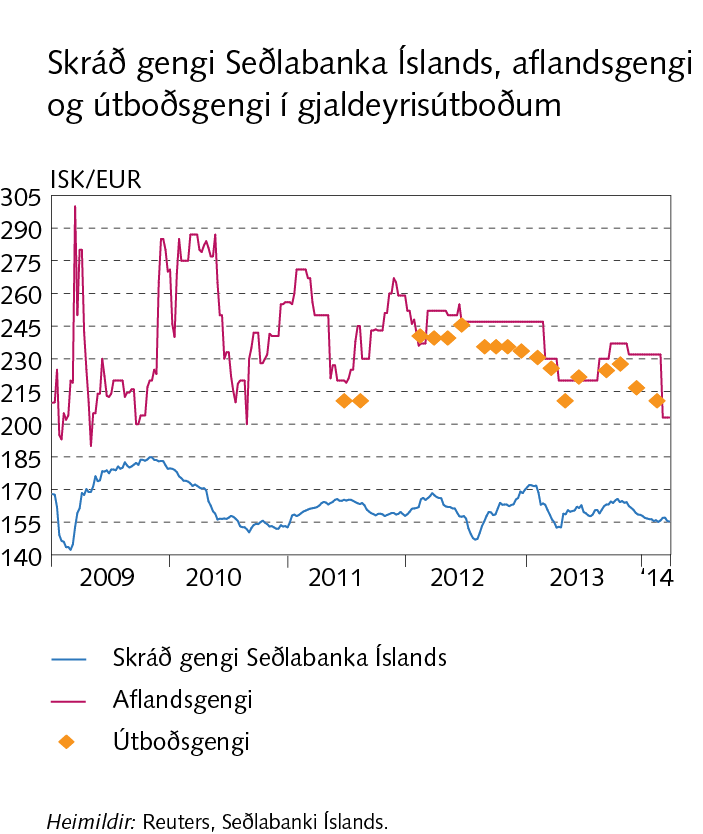 Skráð gengi Seðlabanka Íslands, aflandsgengi
og útboðsgengi í gjaldeyrisútboðum
ISK/EUR
305
290
275
260
245
230
215
200
185
170
155
140
2009 2010 2011 2012 2013 '14
Skráð gengi Seðlabanka Íslands
Aflandsgengi
Útboðsgengi
Heimildir: Reuters, Seðlabanki Íslands.